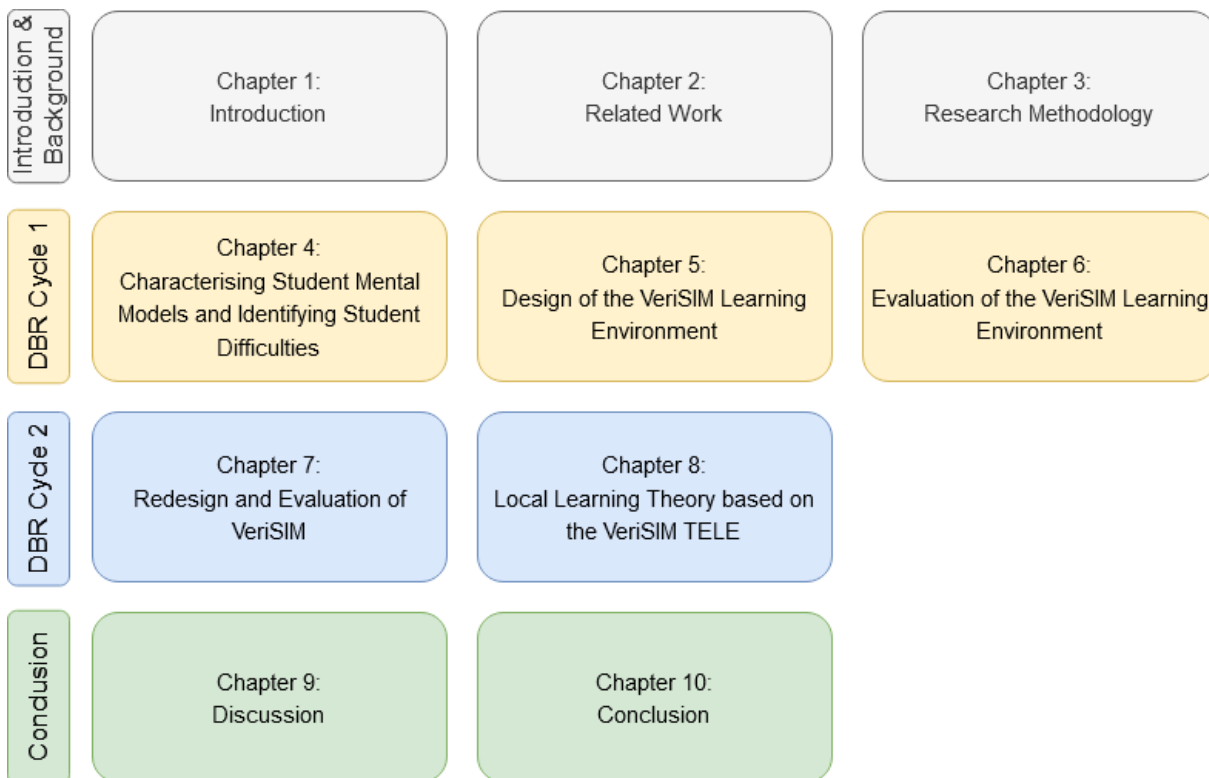 Introduction &
Background
Chapter 1:
Introduction
Chapter 2:
Related Work
Chapter 3:
Research Methodology
DBR Cycle 1
Chapter 4:
Characterising Student Mental
Models and Identifying Student
Difficulties
Chapter 5:
Design of the VeriSIM Learning
Environment
Chapter 6:
Evaluation of the VeriSIM Learning
Environment
DBR Cycle 2
Chapter 7:
Redesign and Evaluation of
VeriSIM
Chapter 8:
Local Learning Theory based on
the VeriSIM TELE
Conclusion
Chapter 9:
Discussion
Chapter 10:
Conclusion